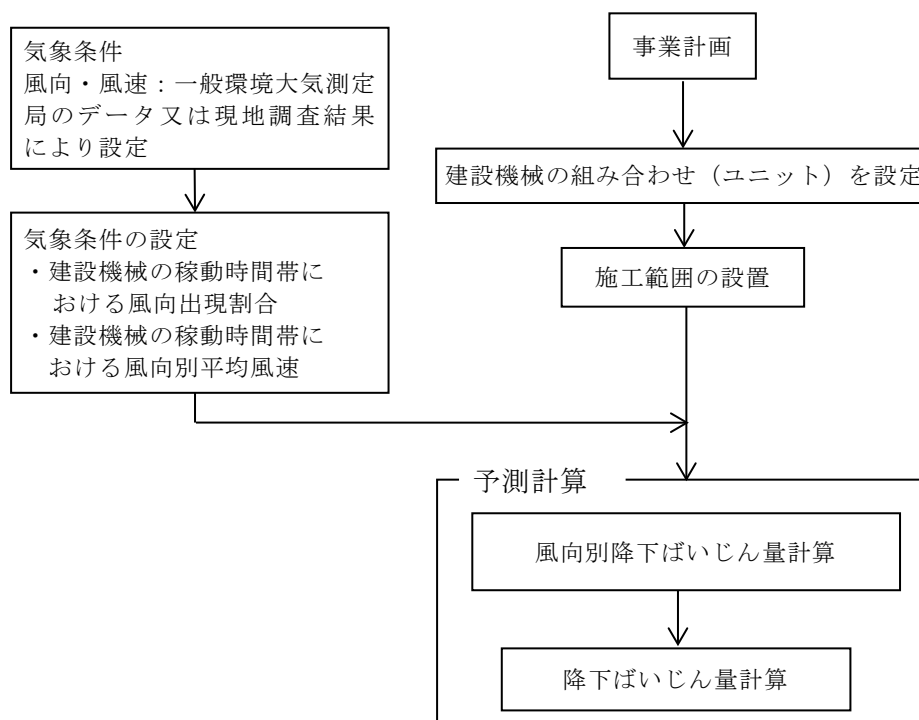 気象条件
風向・風速：一般環境大気測定
局のデータ又は現地調査結果
により設定
気象条件の設定
・建設機械の稼動時間帯に
おける風向出現割合
・建設機械の稼動時間帯に
おける風向別平均風速
事業計画
建設機械の組み合わせ（ユニット）を設定
施工範囲の設置
予測計算
風向別降下ばいじん量計算
降下ばいじん量計算